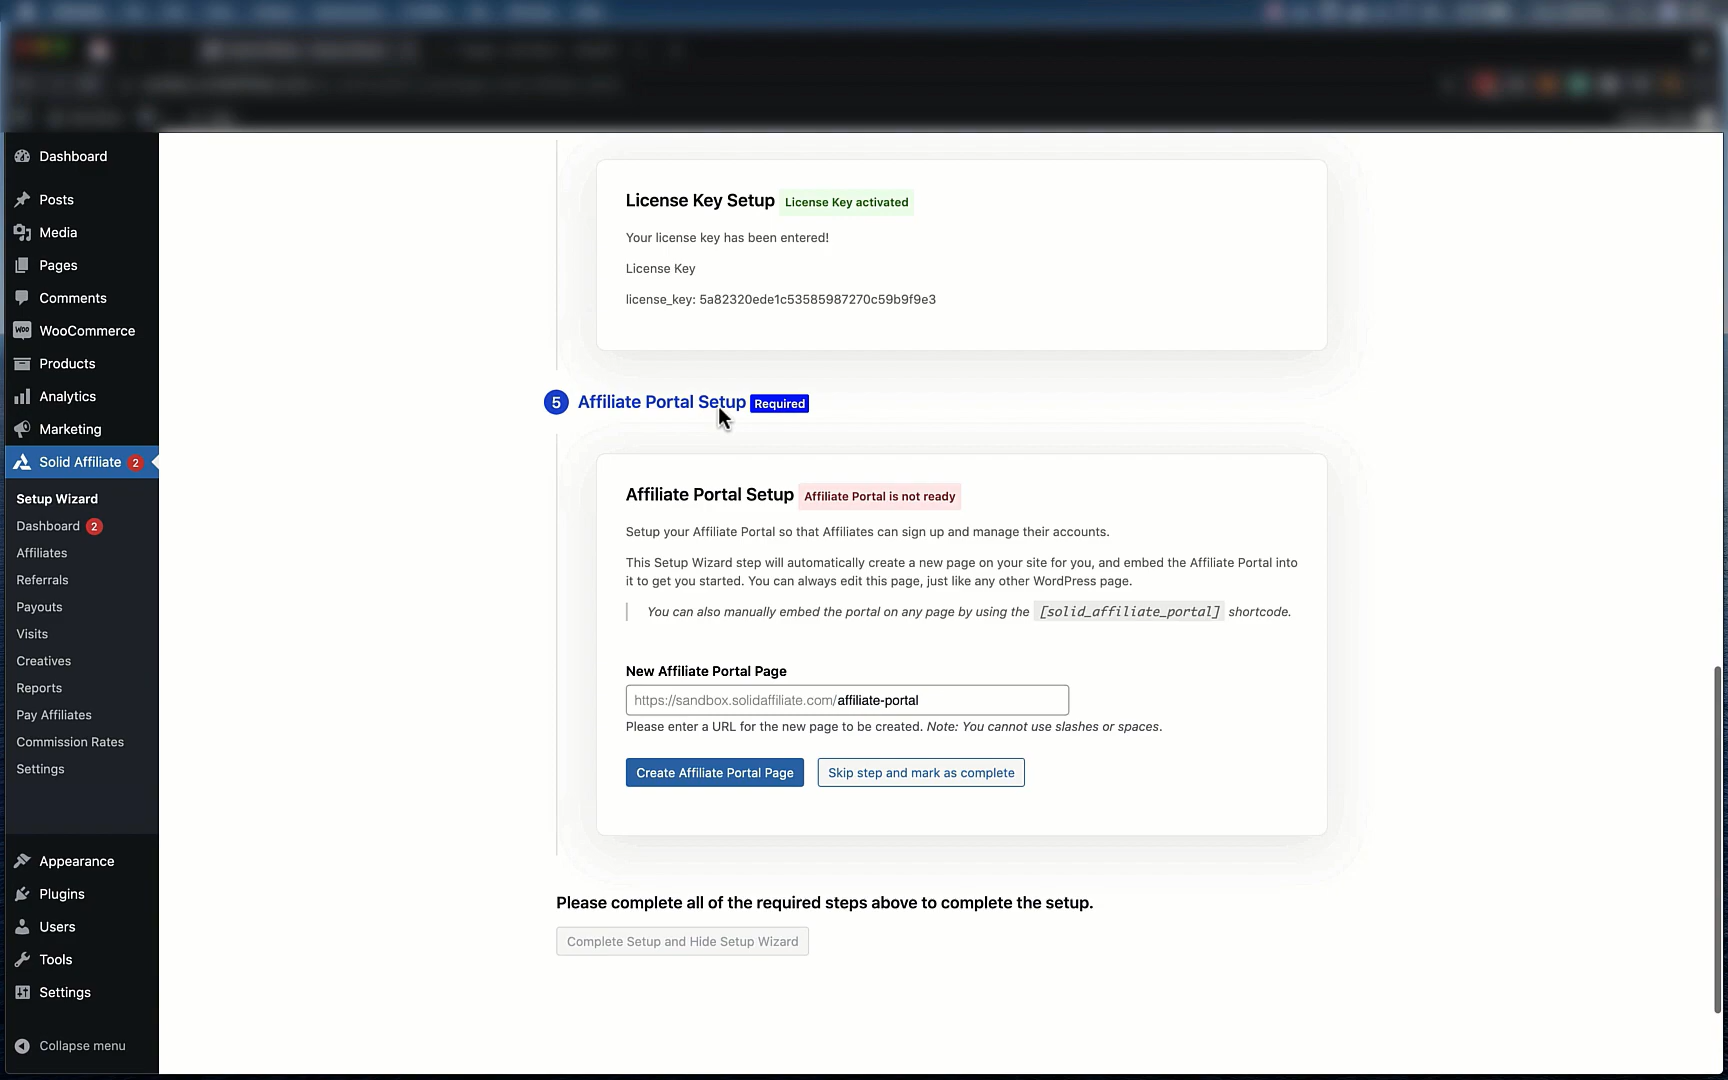 Dashboard
Posts
Media
Pages
Comments
WooCommerce
Products
Analytics
Marketing
Solid Affiliate 2
Setup Wizard
Dashboard 2
Affiliates
Referrals
Payouts
Visits
Creatives
Reports
Pay Affiliates
Commission Rates
Settings
Appearance
Plugins
Users
Tools
Settings
Collapse menu
License Key Setup License Key activated
Your license key has been entered!
License Key
license_key: 5a82320ede1c53585987270c59b9f9e3
5 Affiliate Portal Setup Required
Affiliate Portal Setup Affiliate Portal is not ready
Setup your Affiliate Portal so that Affiliates can sign up and manage their accounts.
This Setup Wizard step will automatically create a new page on your site for you, and embed the Affiliate Portal into
it to get you started. You can always edit this page, just like any other WordPress page.
You can also manually embed the portal on any page by using the [solid_affiliate_portal] shortcode.
New Affiliate Portal Page
https://sandbox.solidaffiliate.com/affiliate-portal
Please enter a URL for the new page to be created. Note: You cannot use slashes or spaces.
Create Affiliate Portal Page Skip step and mark as complete
Please complete all of the required steps above to complete the setup.
Complete Setup and Hide Setup Wizard